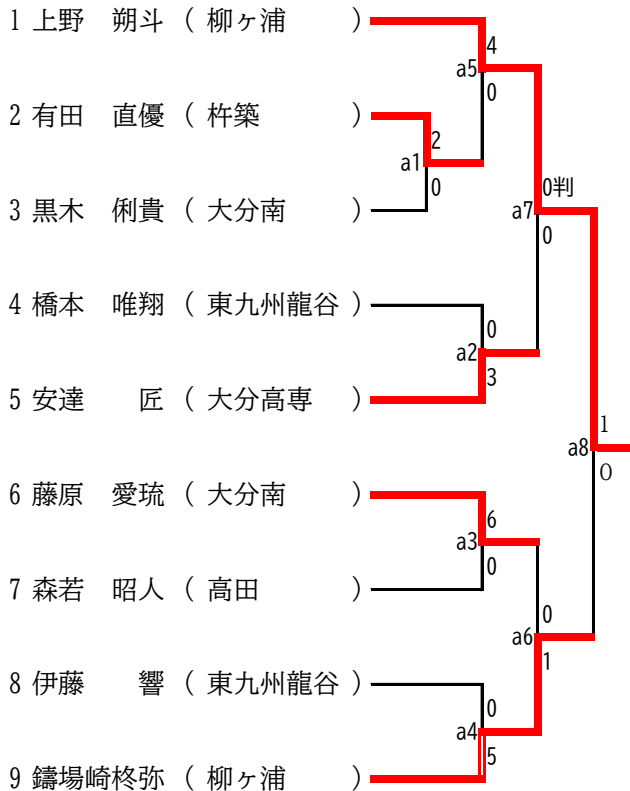 1 上野　朔斗 （ 柳ヶ浦 ）
4
a5
0
2 有田　直優 （ 杵築 ）
2
a1
0
0判
3 黒木　俐貴 （ 大分南 ）
a7
0
4 橋本　唯翔 （ 東九州龍谷 ）
0
a2
3
5 安達　　匠 （ 大分高専 ）
1
a8
0
6 藤原　愛琉 （ 大分南 ）
6
a3
0
7 森若　昭人 （ 高田 ）
0
a6
1
8 伊藤　　響 （ 東九州龍谷 ）
0
a4
5
9 鑄場崎柊弥 （ 柳ヶ浦 ）